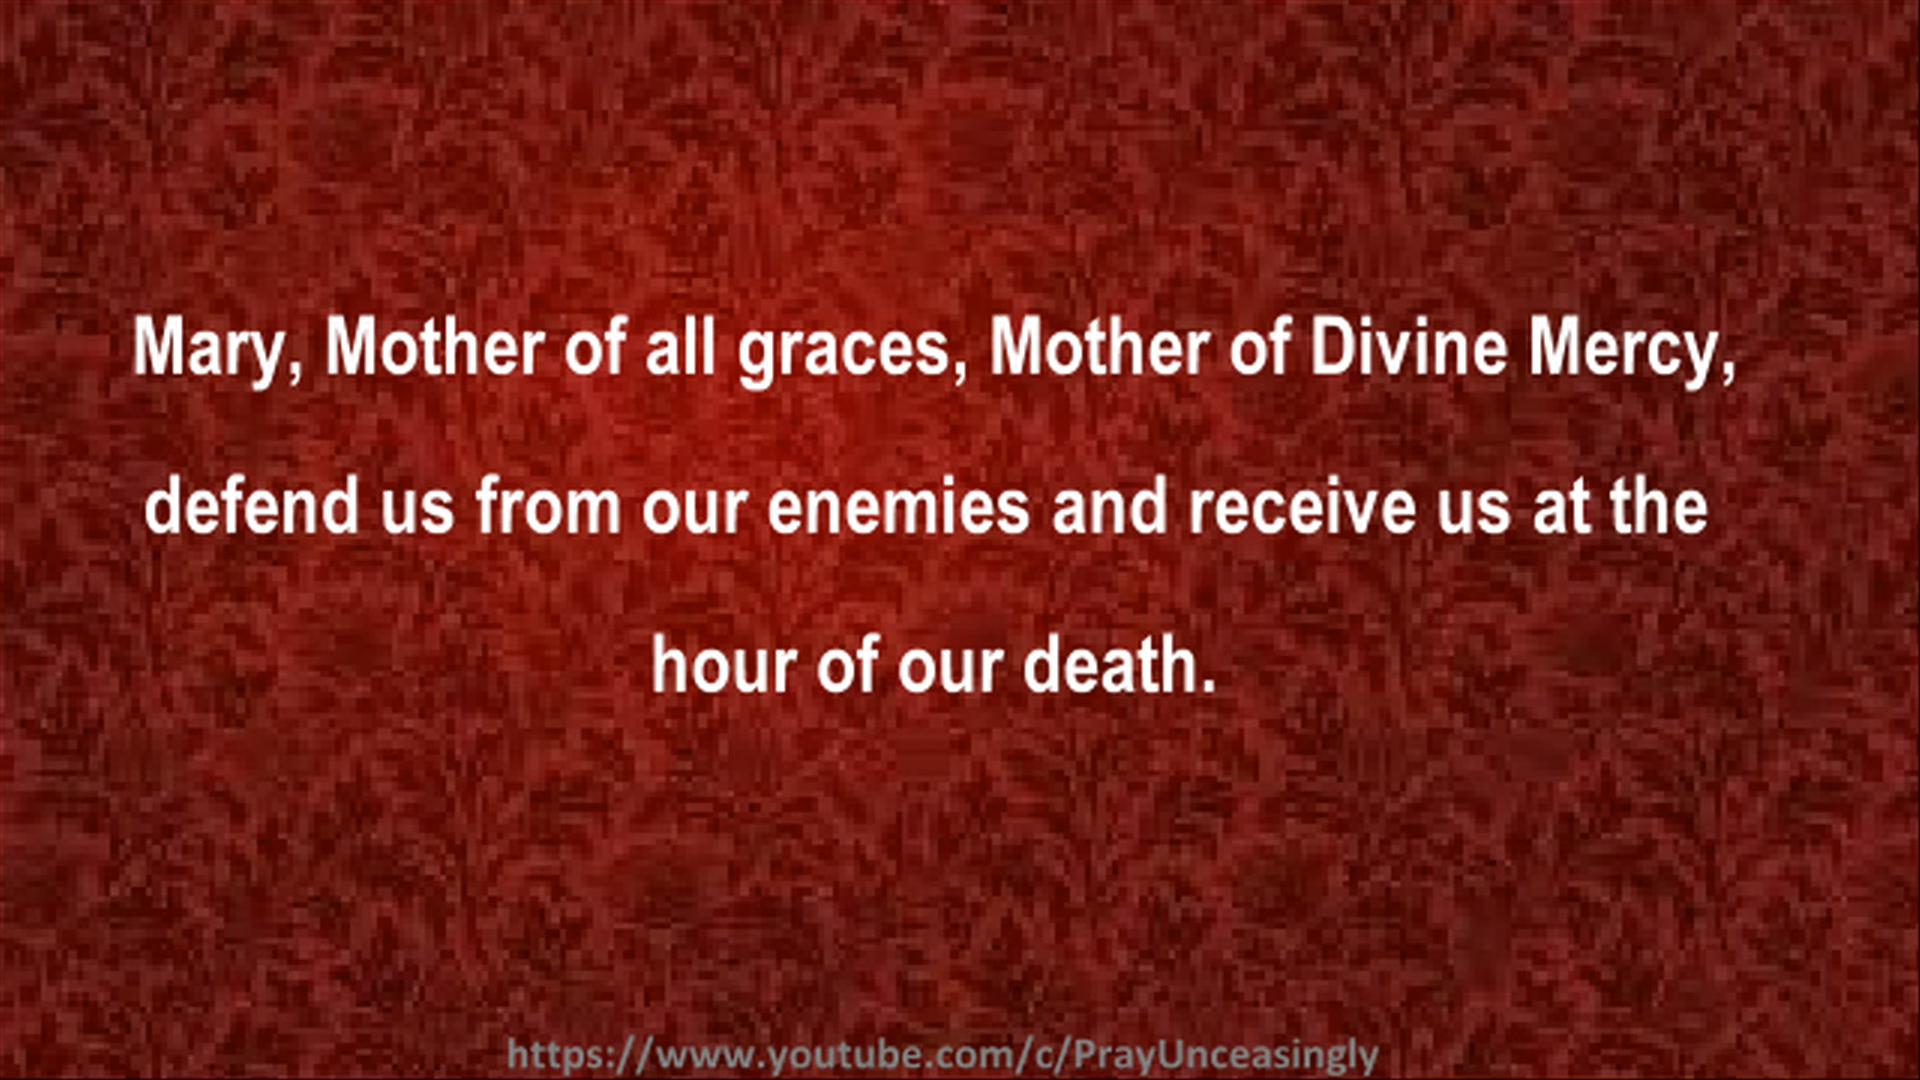 Mary, Mother of all graces, Mother of Divine Mercy,
defend us from our enemies and receive us at the
hour of our death.
https://www.youtube.com/c/PrayUnceasingly